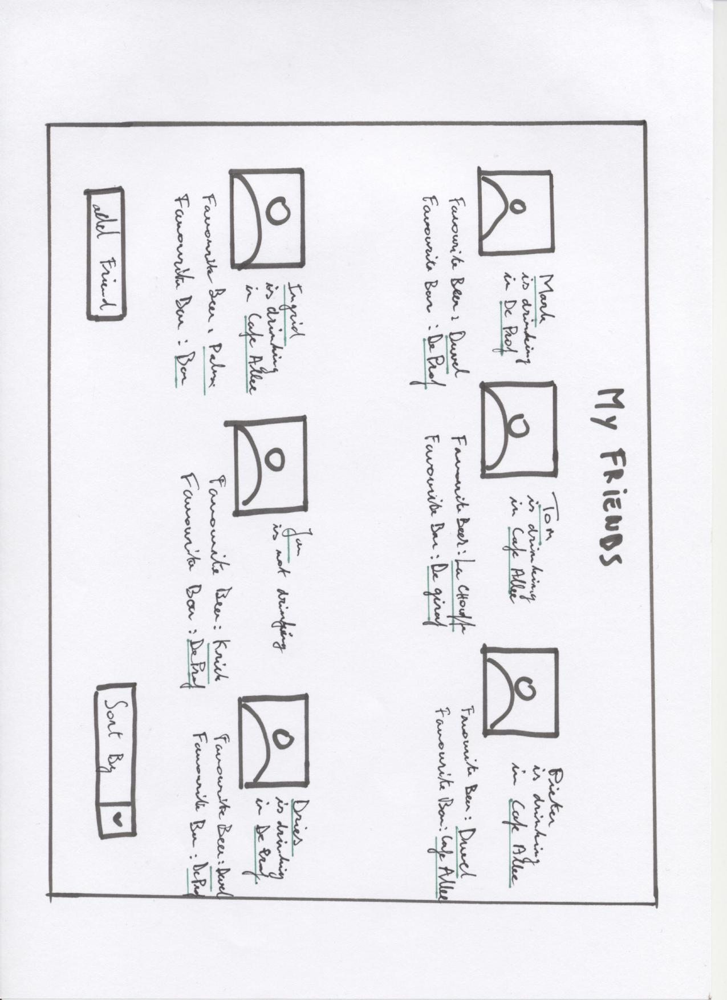 My FRiENDS
Mark
is drinking
in De Prof
Favourite Beer: Duvel
Favourite Bar: De Prof
Tom
is drinking
in Cafe Allee
Favourite Beer: La CHouffe
Favourite Bar: De giraf
Pieter
is drinking
in Cafe Allee
Favourite Beer: Duvel
Favourite Bar: Cafe Allee
Ingrid
is drinking
in Cafe Allee
Favourite Beer: Palm
Favourite Bar: Bar
Jan
is not drinking
Favourite Beer: Kriek
Favourite Bar: De Prof
Dries
is drinking
in De Prof.
Favourite Beer: Duvel
Favourite Bar: De Prof
add Friend
Sort By